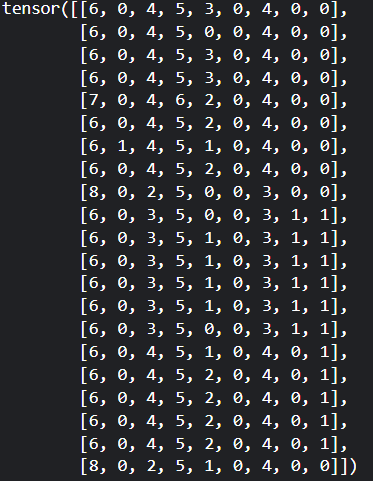 tensor([[6, 0, 4, 5, 3, 0, 4, 0, 0],
[6, 0, 4, 5, 0, 0, 4, 0, 0],
[6, 0, 4, 5, 3, 0, 4, 0, 0],
[6, 0, 4, 5, 3, 0, 4, 0, 0],
[7, 0, 4, 6, 2, 0, 4, 0, 0],
[6, 0, 4, 5, 2, 0, 4, 0, 0],
[6, 1, 4, 5, 1, 0, 4, 0, 0],
[6, 0, 4, 5, 2, 0, 4, 0, 0],
[8, 0, 2, 5, 0, 0, 3, 0, 0],
[6, 0, 3, 5, 0, 0, 3, 1, 1],
[6, 0, 3, 5, 1, 0, 3, 1, 1],
[6, 0, 3, 5, 1, 0, 3, 1, 1],
[6, 0, 3, 5, 1, 0, 3, 1, 1],
[6, 0, 3, 5, 1, 0, 3, 1, 1],
[6, 0, 3, 5, 0, 0, 3, 1, 1],
[6, 0, 4, 5, 1, 0, 4, 0, 1],
[6, 0, 4, 5, 2, 0, 4, 0, 1],
[6, 0, 4, 5, 2, 0, 4, 0, 1],
[6, 0, 4, 5, 2, 0, 4, 0, 1],
[6, 0, 4, 5, 2, 0, 4, 0, 1],
[8, 0, 2, 5, 1, 0, 4, 0, 0]])